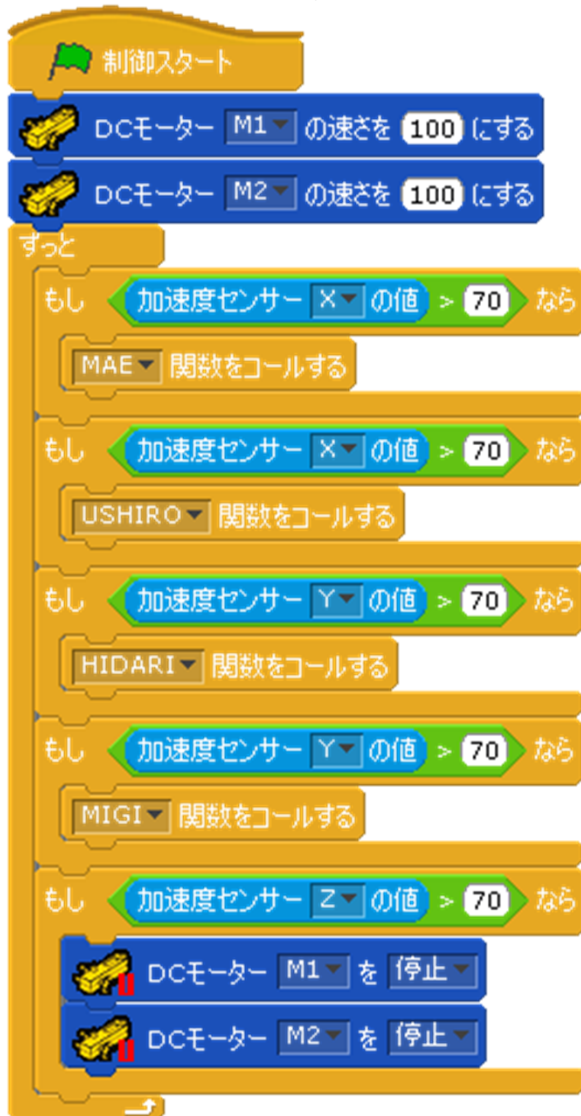 制御スタート
DCモーター M1 の速さを 100 にする
DCモーター M2 の速さを 100 にする
ずっと
もし 加速度センサー X の値 > 70 なら
MAE 関数をコールする
もし 加速度センサー X の値 > 70 なら
USHIRO 関数をコールする
もし 加速度センサー Y の値 > 70 なら
HIDARI 関数をコールする
もし 加速度センサー Y の値 > 70 なら
MIGI 関数をコールする
もし 加速度センサー Z の値 > 70 なら
DCモーター M1 を 停止
DCモーター M2 を 停止